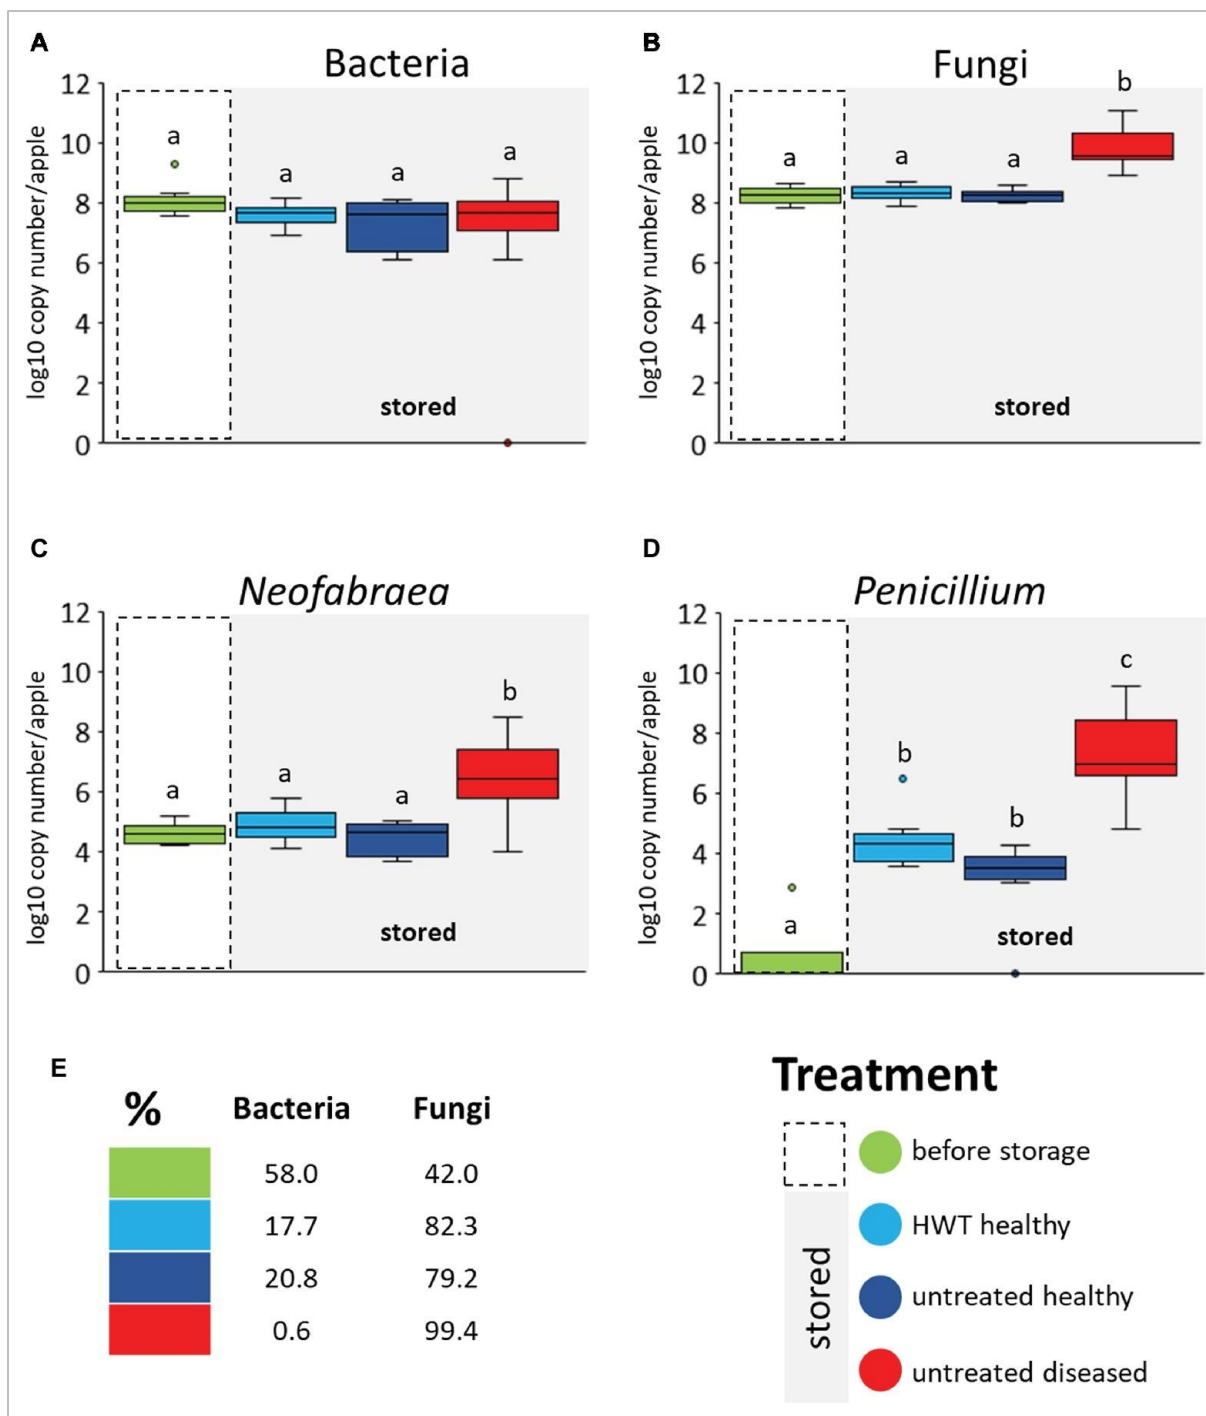 A
Bacteria
log10 copy number/apple
12
10
8
6
4
2
0
a
a
a
a
stored
B
Fungi
log10 copy number/apple
12
10
8
6
4
2
0
a
a
a
b
stored
C
Neofabraea
log10 copy number/apple
12
10
8
6
4
2
0
a
a
a
b
stored
D
Penicillium
log10 copy number/apple
12
10
8
6
4
2
0
a
b
b
c
stored
E
% Bacteria Fungi
58.0 42.0
17.7 82.3
20.8 79.2
0.6 99.4
Treatment
before storage
stored
HWT healthy
untreated healthy
untreated diseased